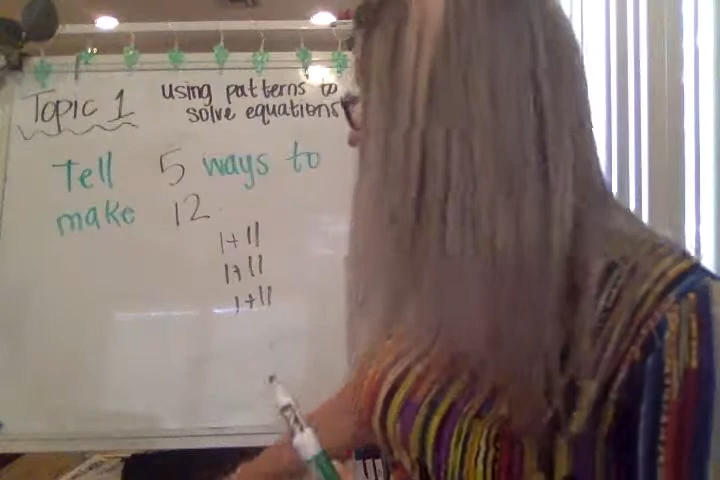 Topic 1 using patterns to
solve equations
Tell 5 ways to
make 12
1+11
1+11
1+11